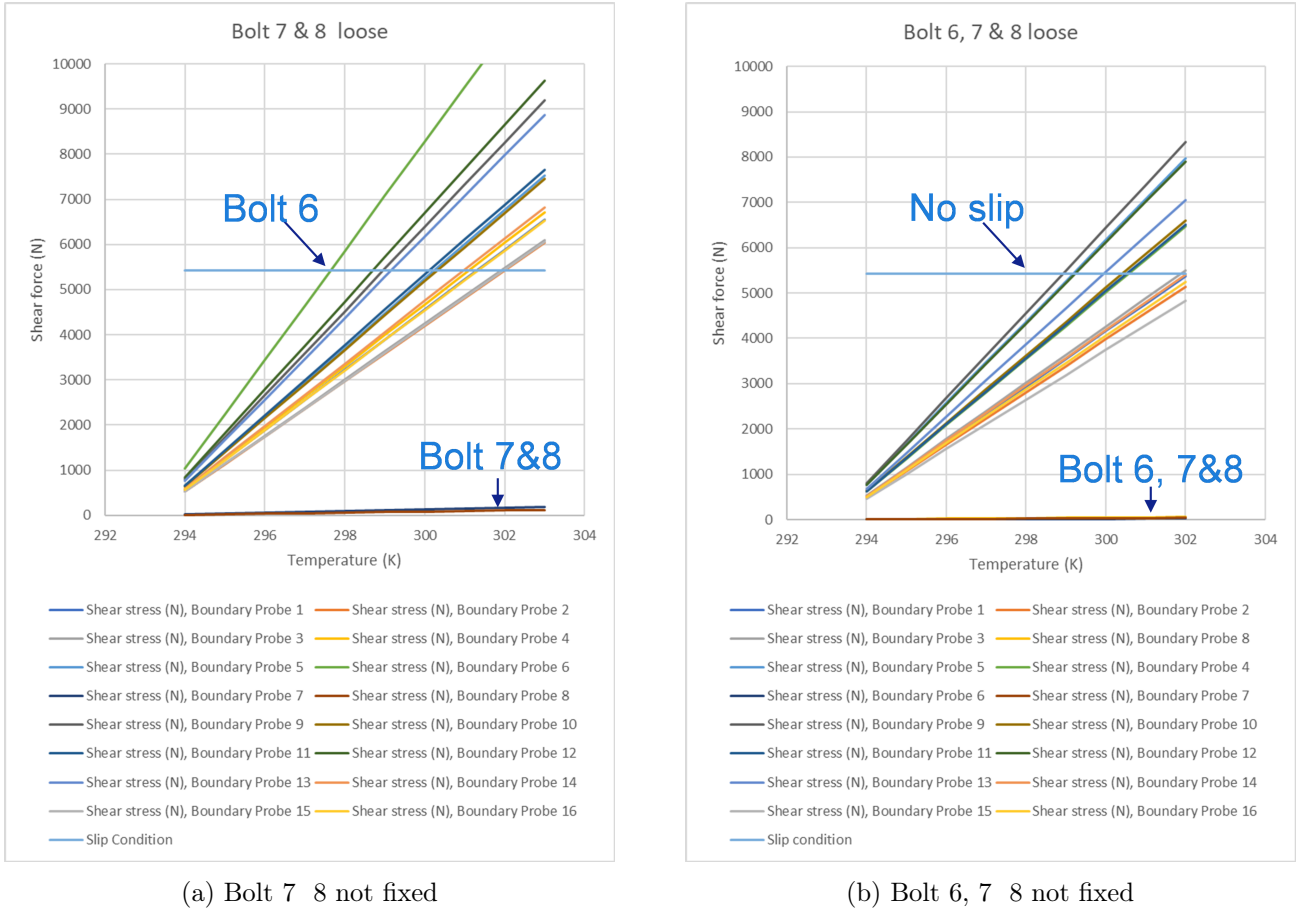 Bolt 7 & 8 loose
10000
9000
8000
7000
6000
5000
4000
3000
2000
1000
0
Shear force (N)
Bolt 6
Bolt 7&8
292 294 296 298 300 302 304
Temperature (K)
Shear stress (N), Boundary Probe 1 Shear stress (N), Boundary Probe 2
Shear stress (N), Boundary Probe 3 Shear stress (N), Boundary Probe 4
Shear stress (N), Boundary Probe 5 Shear stress (N), Boundary Probe 6
Shear stress (N), Boundary Probe 7 Shear stress (N), Boundary Probe 8
Shear stress (N), Boundary Probe 9 Shear stress (N), Boundary Probe 10
Shear stress (N), Boundary Probe 11 Shear stress (N), Boundary Probe 12
Shear stress (N), Boundary Probe 13 Shear stress (N), Boundary Probe 14
Shear stress (N), Boundary Probe 15 Shear stress (N), Boundary Probe 16
Slip Condition
(a) Bolt 7 8 not fixed
Bolt 6, 7 & 8 loose
10000
9000
8000
7000
6000
5000
4000
3000
2000
1000
0
Shear force (N)
No slip
Bolt 6, 7&8
292 294 296 298 300 302 304
Temperature (K)
Shear stress (N), Boundary Probe 1 Shear stress (N), Boundary Probe 2
Shear stress (N), Boundary Probe 3 Shear stress (N), Boundary Probe 8
Shear stress (N), Boundary Probe 5 Shear stress (N), Boundary Probe 4
Shear stress (N), Boundary Probe 6 Shear stress (N), Boundary Probe 7
Shear stress (N), Boundary Probe 9 Shear stress (N), Boundary Probe 10
Shear stress (N), Boundary Probe 11 Shear stress (N), Boundary Probe 12
Shear stress (N), Boundary Probe 13 Shear stress (N), Boundary Probe 14
Shear stress (N), Boundary Probe 15 Shear stress (N), Boundary Probe 16
Slip condition
(b) Bolt 6, 7 8 not fixed